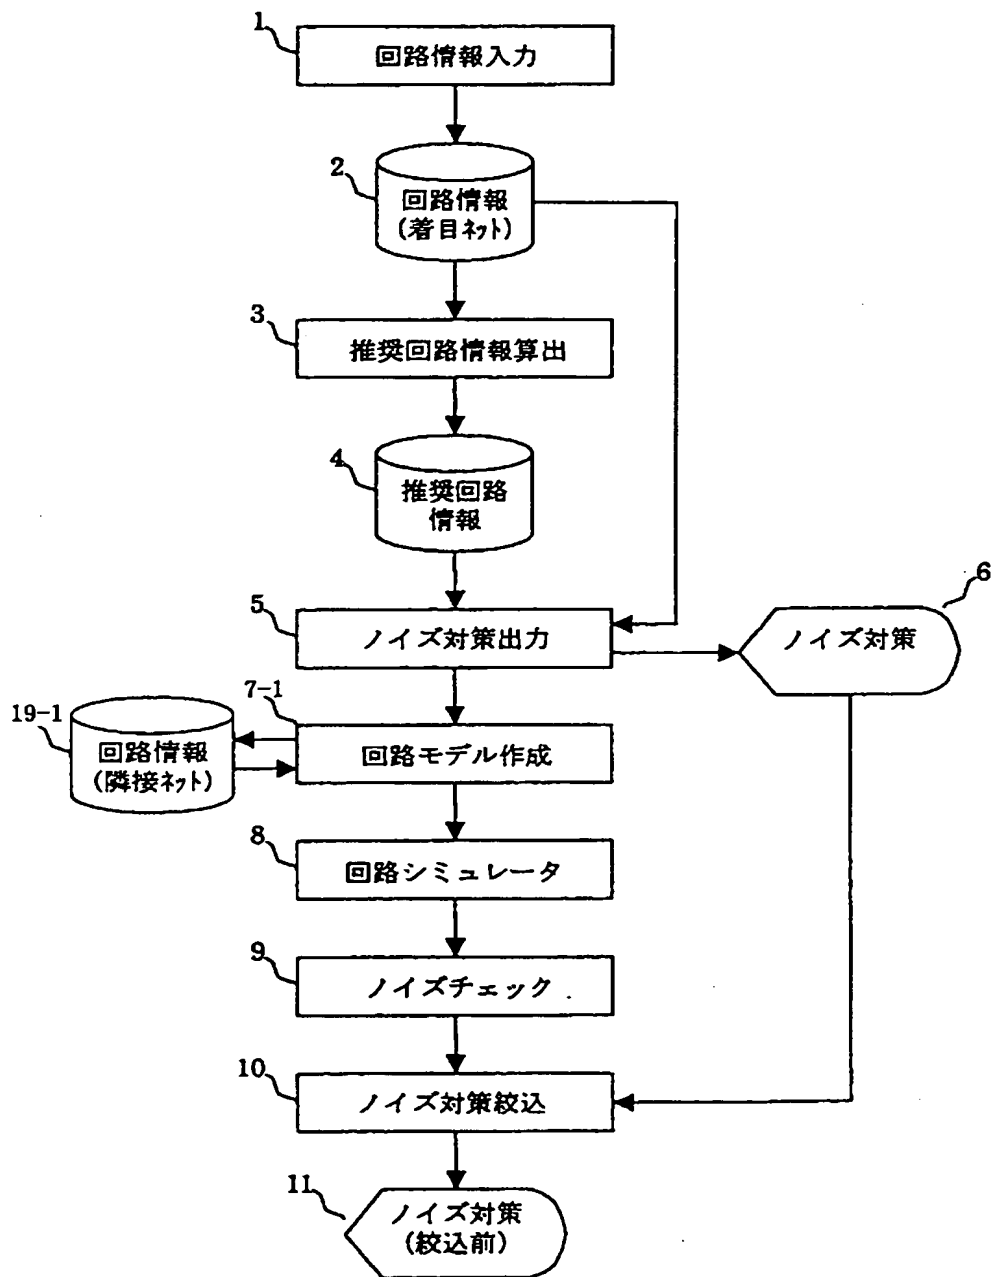 1
回路情報入力
2
回路情報
(着目ネット)
3
推奨回路情報算出
4
推奨回路
情報
5
ノイズ対策出力
6
ノイズ対策
7-1
回路モデル作成
19-1
回路情報
(隣接ネット)
8
回路シミュレータ
9
ノイズチェック
10
ノイズ対策絞込
11
ノイズ対策
(絞込前)